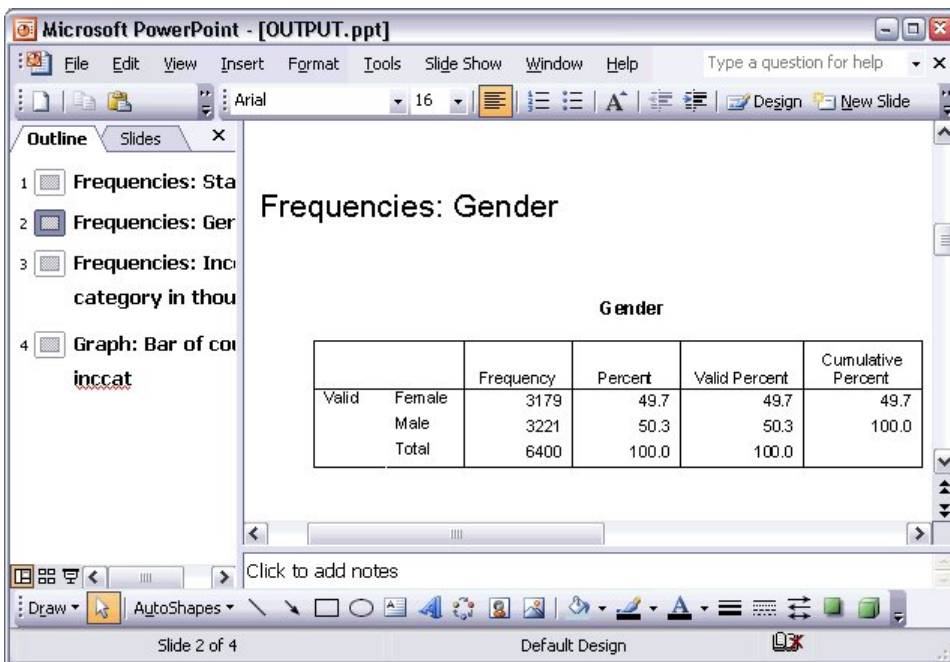 Microsoft PowerPoint - [OUTPUT.ppt]
File Edit View Insert Format Tools Slide Show Window Help Type a question for help
Arial 16 Design New Slide
Outline Slides
1 Frequencies: Sta
2 Frequencies: Ger
3 Frequencies: Inc
category in thou
4 Graph: Bar of cou
inccat
Frequencies: Gender
Gender
Frequency Percent Valid Percent Cumulative Percent
Valid Female 3179 49.7 49.7 49.7
Male 3221 50.3 50.3 100.0
Total 6400 100.0 100.0
Click to add notes
Draw AutoShapes
Slide 2 of 4 Default Design